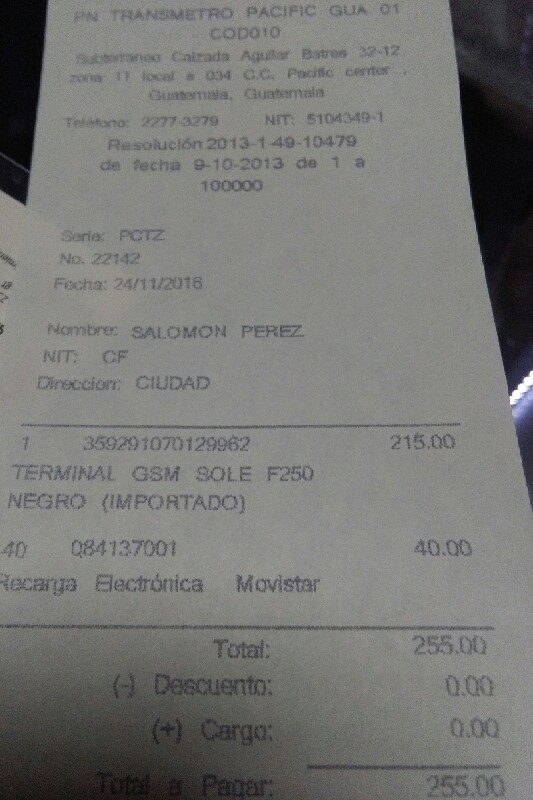 PN TRANSMETRO PACIFIC GUA 01
COD010
Subterraneo Calzada Aguilar Batres 32-12
zona 11 local e 034 C.C. Pacific center ,
Guatemala, Guatemala
Teléfono: 2277-3279 NIT: 5104349-1
Resolución 2013-1-49-10479
de fecha 9-10-2013 de 1 a
100000
Serie: PCTZ
No. 22142
Fecha: 24/11/2016
Nombre: SALOMON PEREZ
NIT: CF
Direccion: CIUDAD
1 359291070129962 215.00
TERMINAL GSM SOLE F250
NEGRO (IMPORTADO)
40 084137001 40.00
Recarga Electrónica Movistar
Total: 255.00
(-) Descuento: 0.00
(+) Cargo: 0.00
Total a Pagar: 255.00